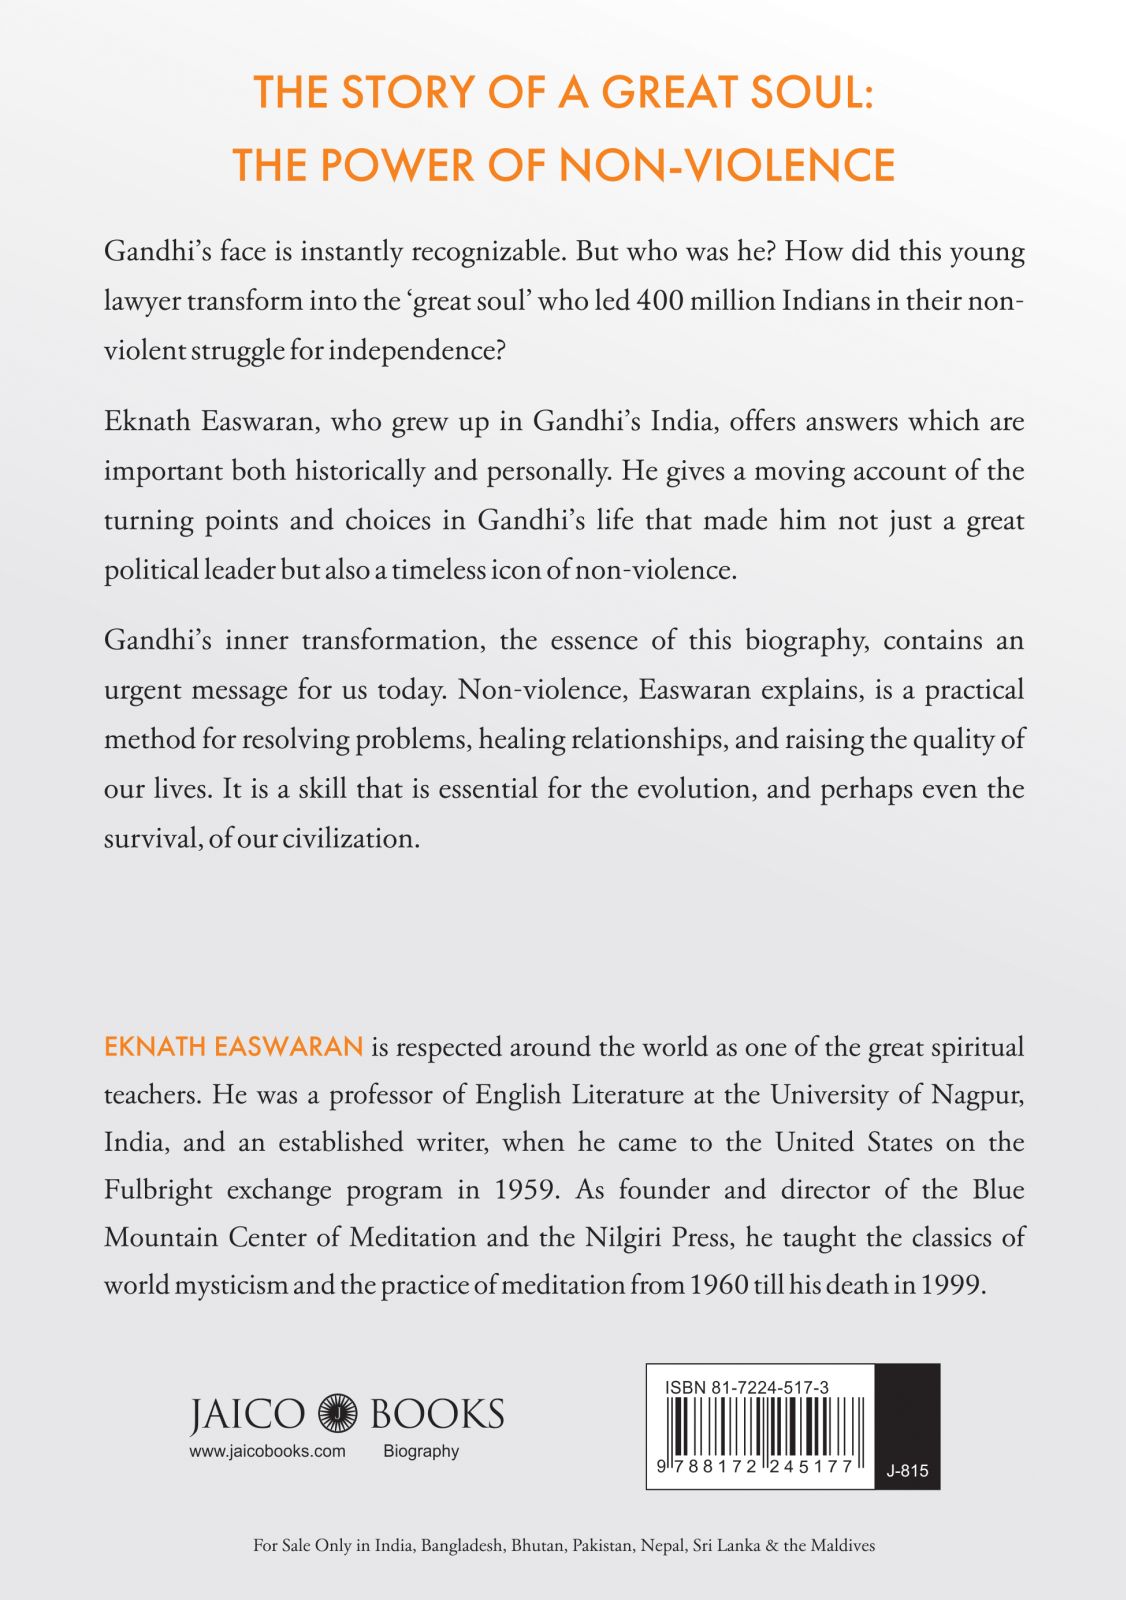 THE STORY OF A GREAT SOUL:
THE POWER OF NON-VIOLENCE
Gandhi’s face is instantly recognizable. But who was he? How did this young
lawyer transform into the ‘great soul’ who led 400 million Indians in their non-
violent struggle for independence?
Eknath Easwaran, who grew up in Gandhi’s India, offers answers which are
important both historically and personally. He gives a moving account of the
turning points and choices in Gandhi’s life that made him not just a great
political leader but also a timeless icon of non-violence.
Gandhi’s inner transformation, the essence of this biography, contains an
urgent message for us today. Non-violence, Easwaran explains, is a practical
method for resolving problems, healing relationships, and raising the quality of
our lives. It is a skill that is essential for the evolution, and perhaps even the
survival, of our civilization.
EKNATH EASWARAN is respected around the world as one of the great spiritual
teachers. He was a professor of English Literature at the University of Nagpur,
India, and an established writer, when he came to the United States on the
Fulbright exchange program in 1959. As founder and director of the Blue
Mountain Center of Meditation and the Nilgiri Press, he taught the classics of
world mysticism and the practice of meditation from 1960 till his death in 1999.
JAICO J BOOKS
www.jaicobooks.com Biography
ISBN 81-7224-517-3
9 788172 245177
J-815
For Sale Only in India, Bangladesh, Bhutan, Pakistan, Nepal, Sri Lanka & the Maldives